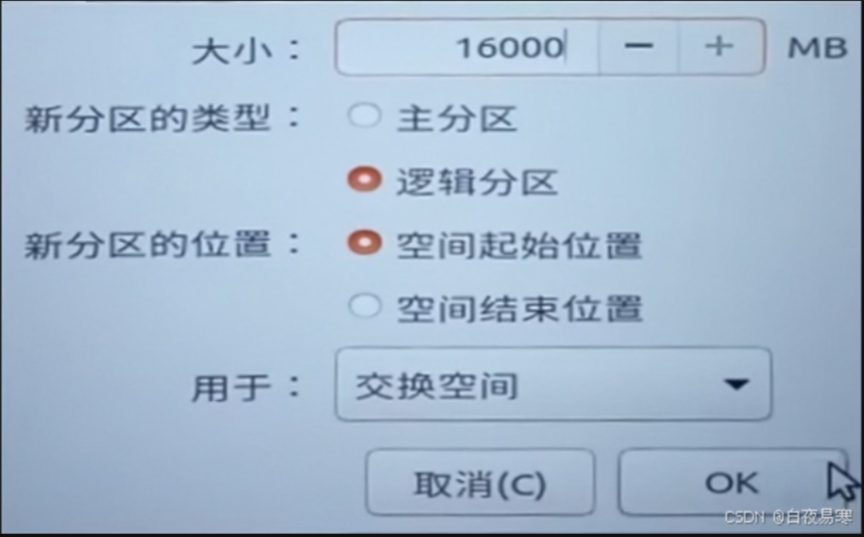 大小： 16000 − + MB
新分区的类型： 主分区
逻辑分区
新分区的位置： 空间起始位置
空间结束位置
用于： 交换空间
取消(C) OK
CSDN @白夜易寒